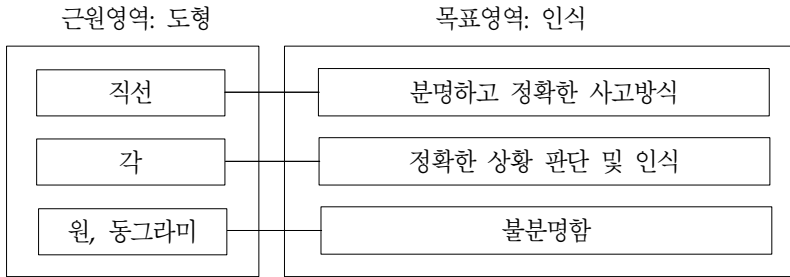 근원영역: 도형 목표영역: 인식
직선 분명하고 정확한 사고방식
각 정확한 상황 판단 및 인식
원, 동그라미 불분명함